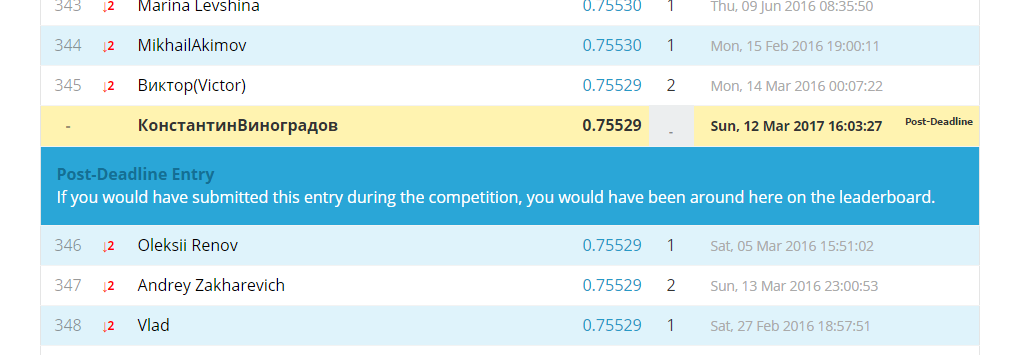 343 ↓2 Marina Levshina 0.75530 1 Thu, 09 Jun 2016 08:35:50
344 ↓2 MikhailAkimov 0.75530 1 Mon, 15 Feb 2016 19:00:11
345 ↓2 Виктор(Victor) 0.75529 2 Mon, 14 Mar 2016 00:07:22
- КонстантинВиноградов 0.75529 - Sun, 12 Mar 2017 16:03:27 Post-Deadline
Post-Deadline Entry
If you would have submitted this entry during the competition, you would have been around here on the leaderboard.
346 ↓2 Oleksii Renov 0.75529 1 Sat, 05 Mar 2016 15:51:02
347 ↓2 Andrey Zakharevich 0.75529 2 Sun, 13 Mar 2016 23:00:53
348 ↓2 Vlad 0.75529 1 Sat, 27 Feb 2016 18:57:51